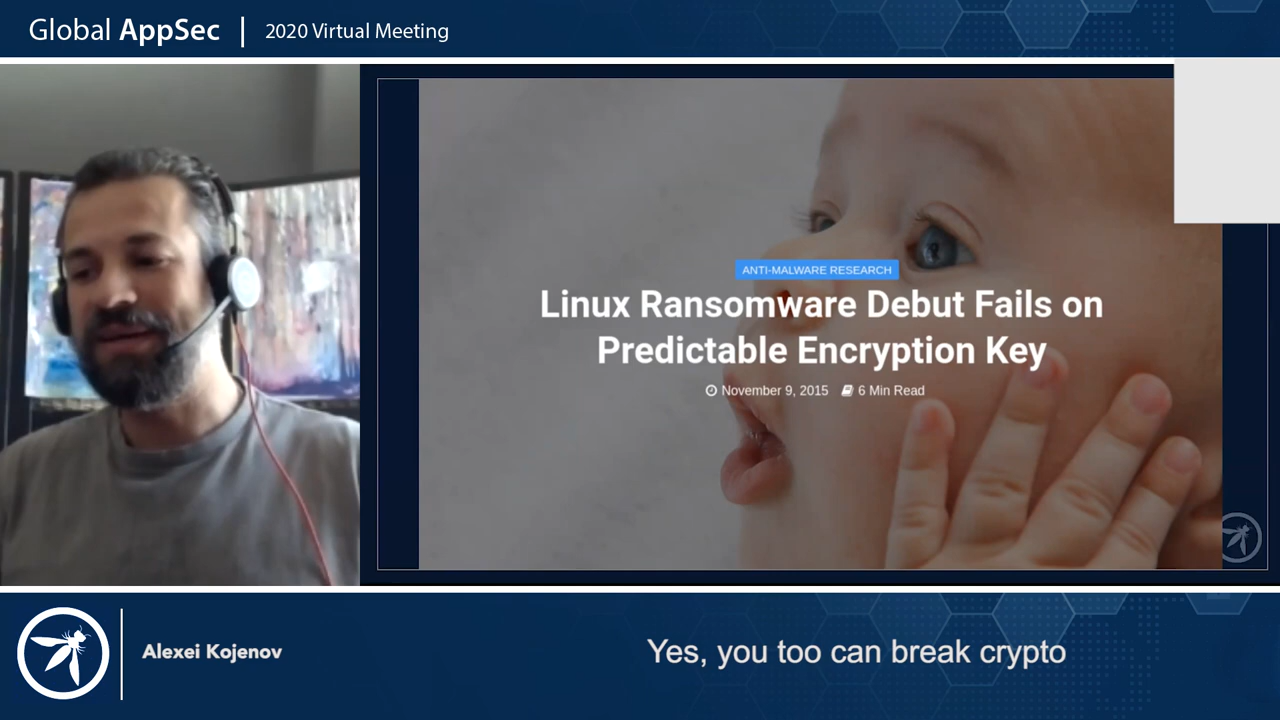 Global AppSec | 2020 Virtual Meeting
ANTI-MALWARE RESEARCH
Linux Ransomware Debut Fails on
Predictable Encryption Key
November 9, 2015 6 Min Read
Alexei Kojenov
Yes, you too can break crypto